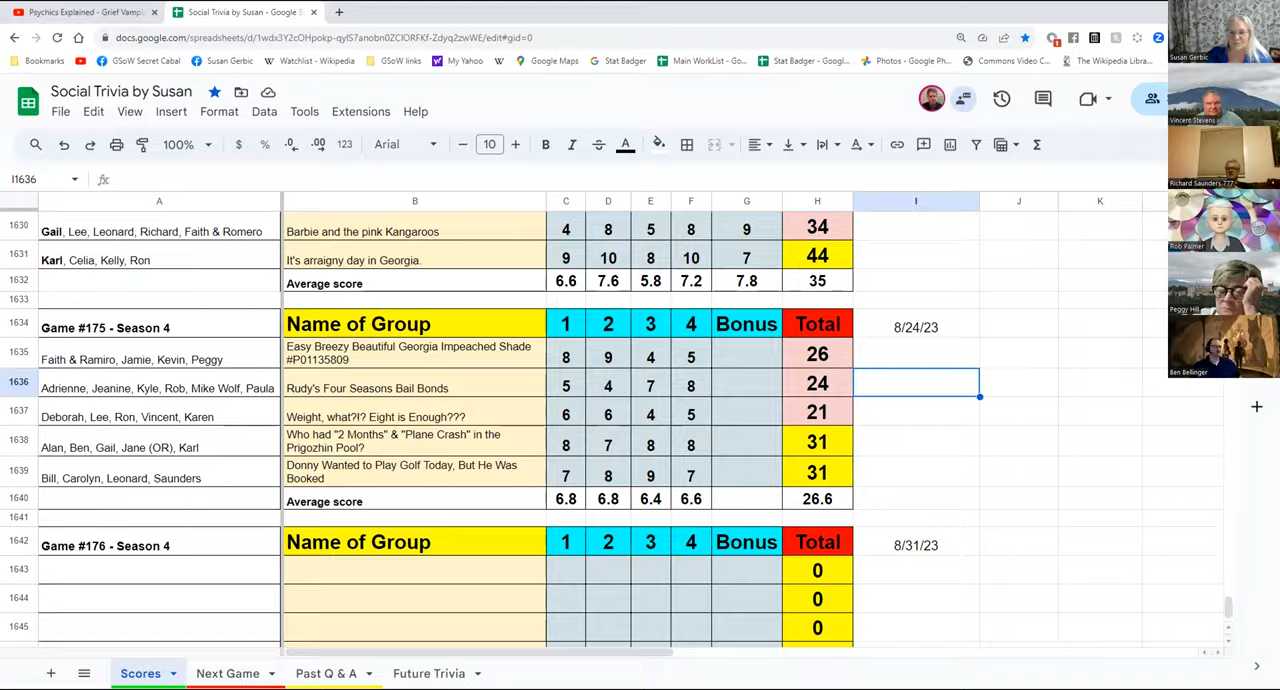 Psychics Explained - Grief Vamp
Social Trivia by Susan - Google S
docs.google.com/spreadsheets/d/1wdx3Y2cOHpokp-qylS7anobn0ZClORFKf-Zdyq2zwWE/edit#gid=0
Bookmarks
GSoW Secret Cabal
Susan Gerbic
Watchlist - Wikipedia
GSoW links
My Yahoo
Google Maps
Stat Badger
Main WorkList - Go...
Stat Badger - Googl...
Photos - Google Ph...
Commons Video C...
The Wikipedia Libra...
Social Trivia by Susan
File Edit View Insert Format Data Tools Extensions Help
100% $ % .0 .00 123 Arial 10 B I A
I1636 fx
A B C D E F G H I J K
1630 Gail, Lee, Leonard, Richard, Faith & Romero Barbie and the pink Kangaroos 4 8 5 8 9 34
1631 Karl, Celia, Kelly, Ron It's arraigny day in Georgia. 9 10 8 10 7 44
1632 Average score 6.6 7.6 5.8 7.2 7.8 35
1633
1634 Game #175 - Season 4 Name of Group 1 2 3 4 Bonus Total 8/24/23
1635 Faith & Ramiro, Jamie, Kevin, Peggy Easy Breezy Beautiful Georgia Impeached Shade
#P01135809 8 9 4 5 26
1636 Adrienne, Jeanine, Kyle, Rob, Mike Wolf, Paula Rudy's Four Seasons Bail Bonds 5 4 7 8 24
1637 Deborah, Lee, Ron, Vincent, Karen Weight, what?!? Eight is Enough??? 6 6 4 5 21
1638 Alan, Ben, Gail, Jane (OR), Karl Who had "2 Months" & "Plane Crash" in the
Prigozhin Pool? 8 7 8 8 31
1639 Bill, Carolyn, Leonard, Saunders Donny Wanted to Play Golf Today, But He Was
Booked 7 8 9 7 31
1640 Average score 6.8 6.8 6.4 6.6 26.6
1641
1642 Game #176 - Season 4 Name of Group 1 2 3 4 Bonus Total 8/31/23
1643 0
1644 0
1645 0
Scores Next Game Past Q & A Future Trivia
Susan Gerbic
Vincent Stevens
Richard Saunders 777
Rob Palmer
Peggy Hill
Ben Bellinger